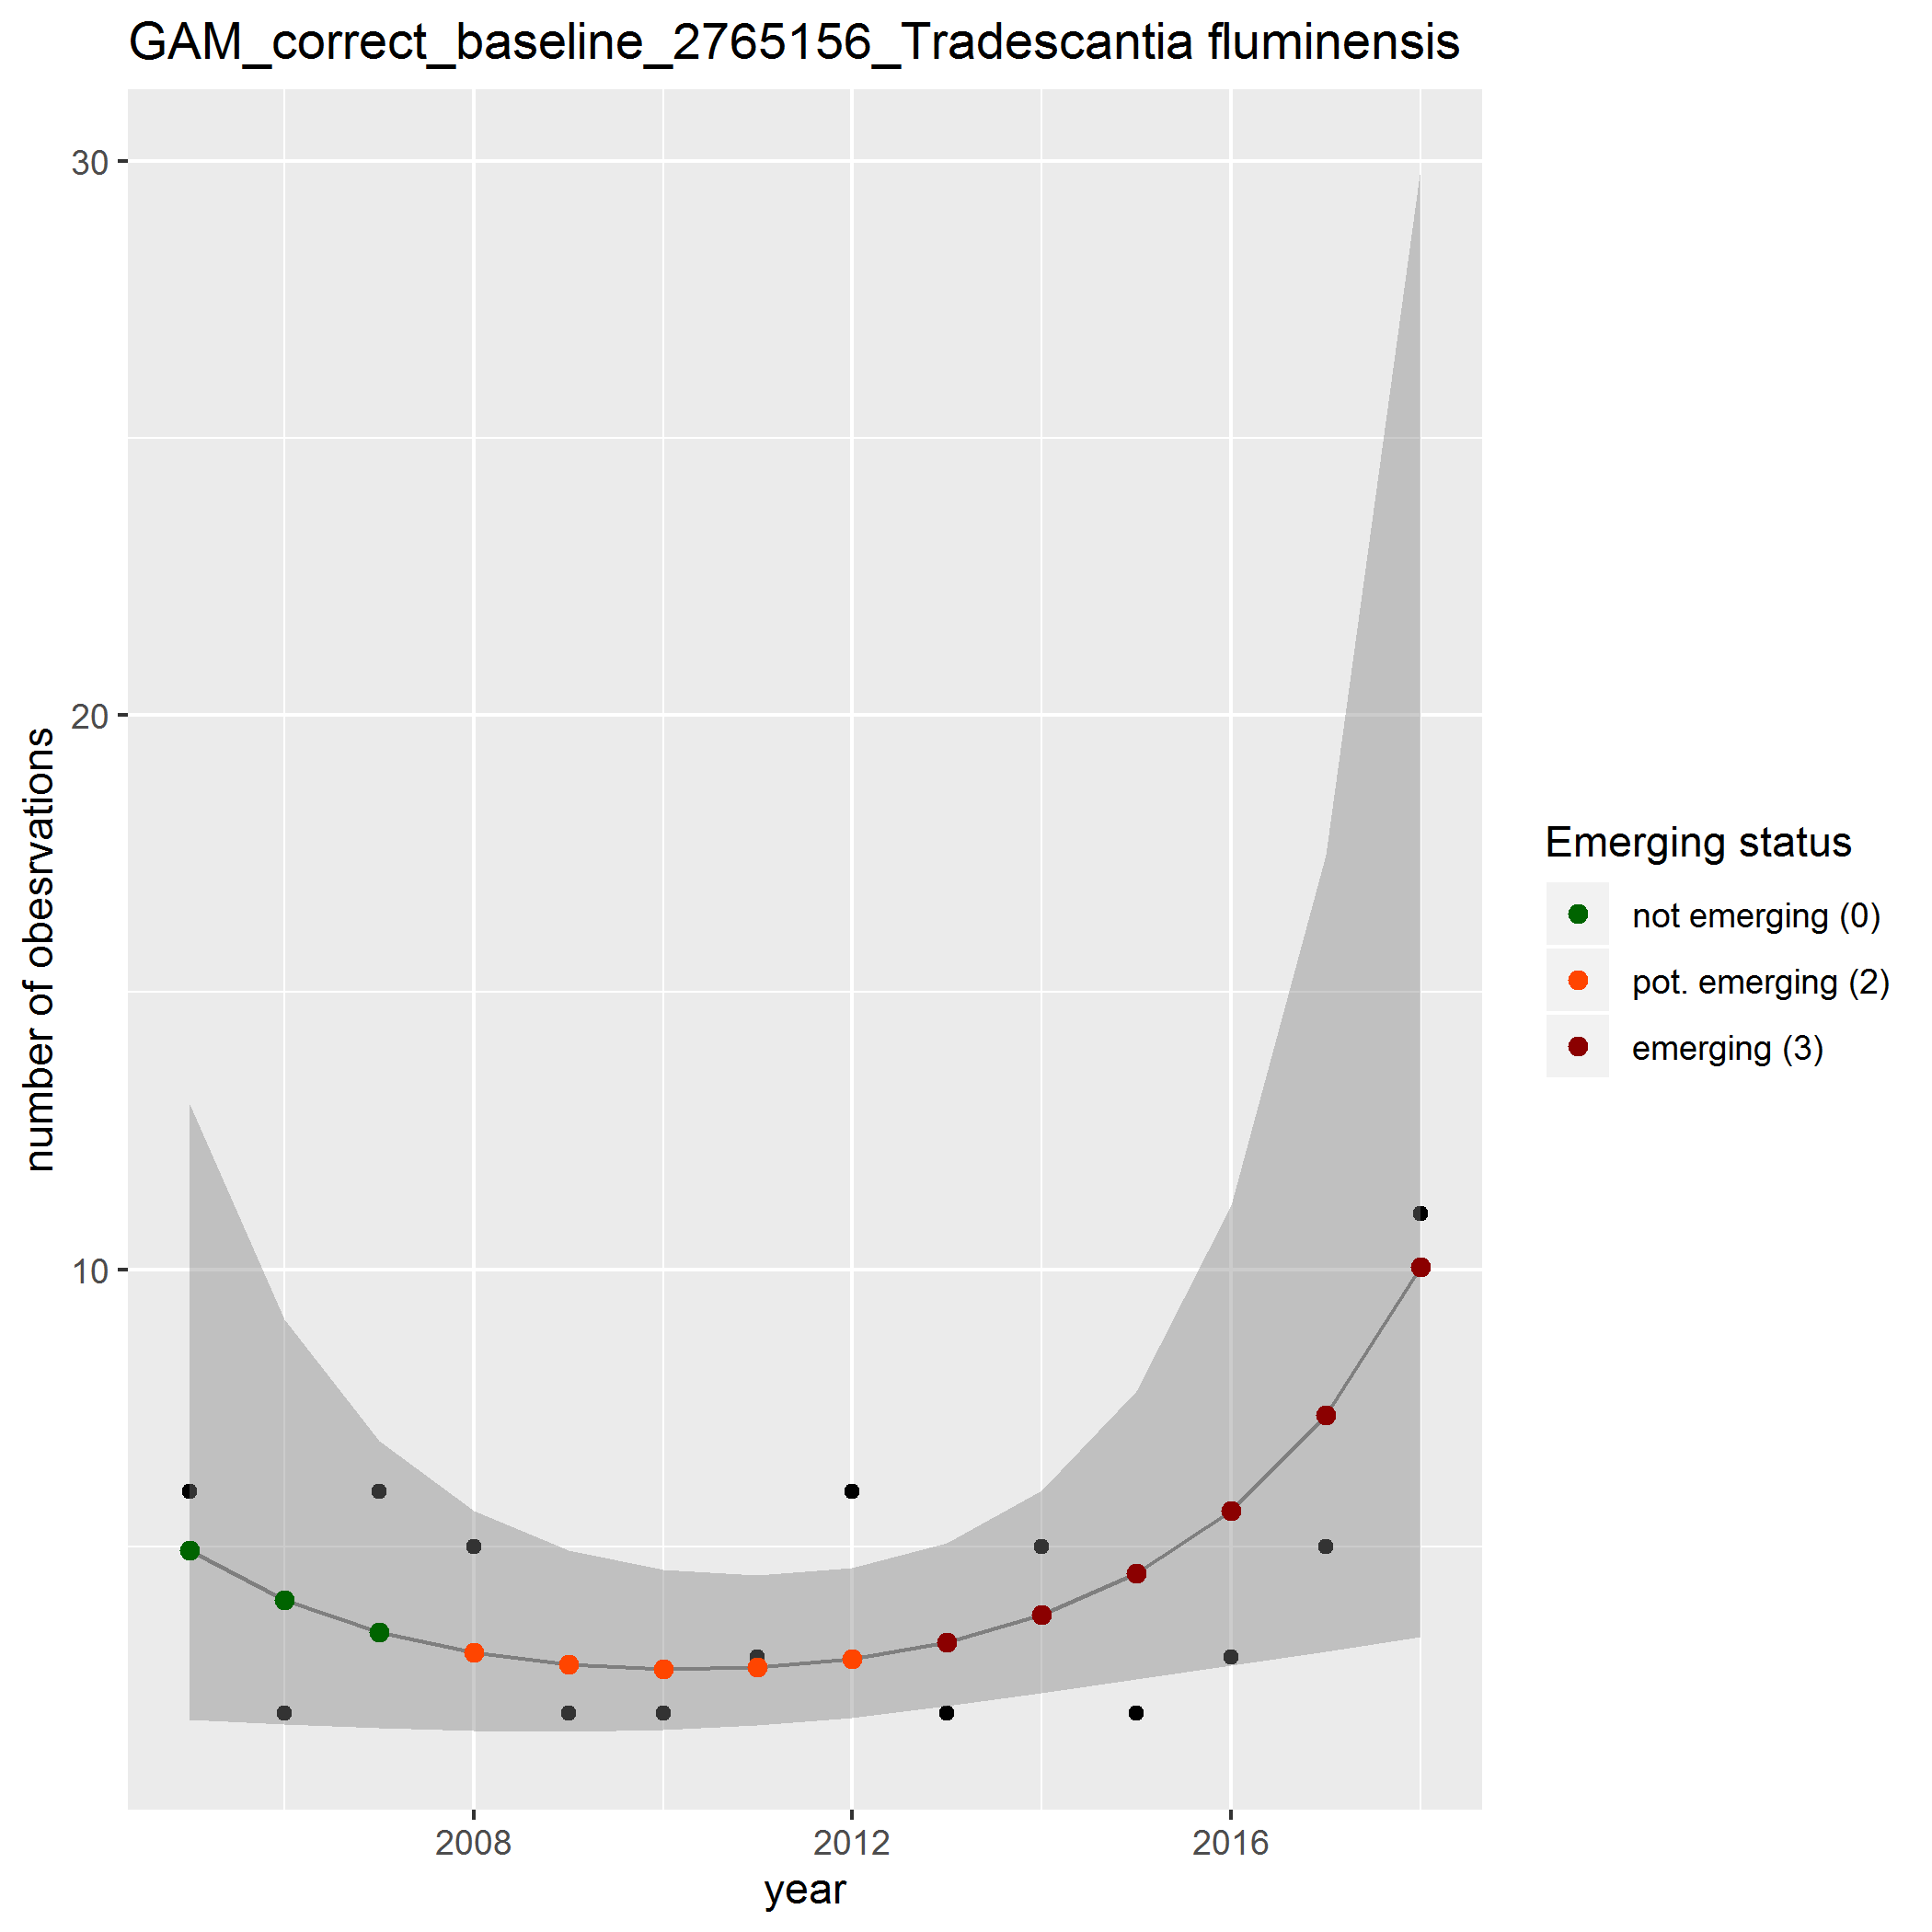 GAM_correct_baseline_2765156_Tradescantia fluminensis
30
20
10
number of obesrvations
2008
2012
2016
year
Emerging status
not emerging (0)
pot. emerging (2)
emerging (3)